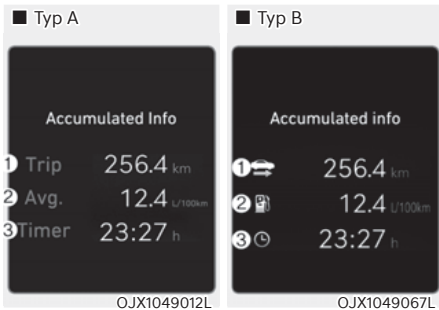 ■ Typ A
Accumulated Info
1 Trip 256.4 km
2 Avg. 12.4 L/100km
3 Timer 23:27 h
OJX1049012L
■ Typ B
Accumulated info
1 256.4 km
2 12.4 L/100km
3 23:27 h
OJX1049067L